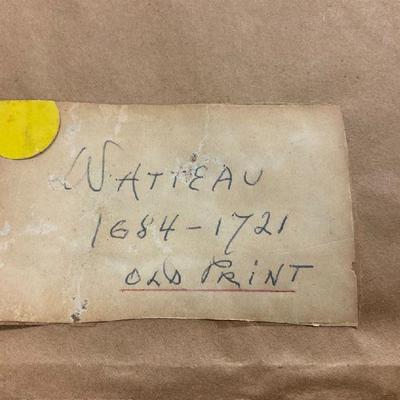 WATTEAU
1684-1721
OLD PRINT